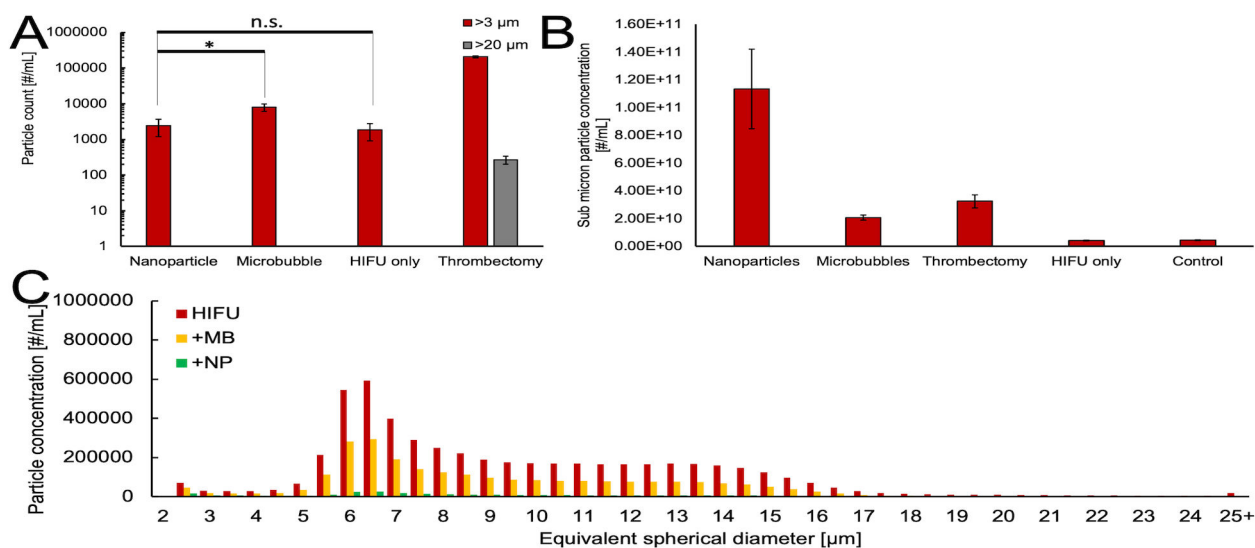 A
Particle count [#/mL]
1000000
100000
10000
1000
100
10
1
n.s.
*
>3 µm
>20 µm
Nanoparticle Microbubble HIFU only Thrombectomy
B
Sub micron particle concentration
[#/mL]
1.60E+11
1.40E+11
1.20E+11
1.00E+11
8.00E+10
6.00E+10
4.00E+10
2.00E+10
0.00E+00
Nanoparticles Microbubbles Thrombectomy HIFU only Control
C
Particle concentration [#/mL]
1000000
800000
600000
400000
200000
0
HIFU
+MB
+NP
2 3 4 5 6 7 8 9 10 11 12 13 14 15 16 17 18 19 20 21 22 23 24 25+
Equivalent spherical diameter [µm]